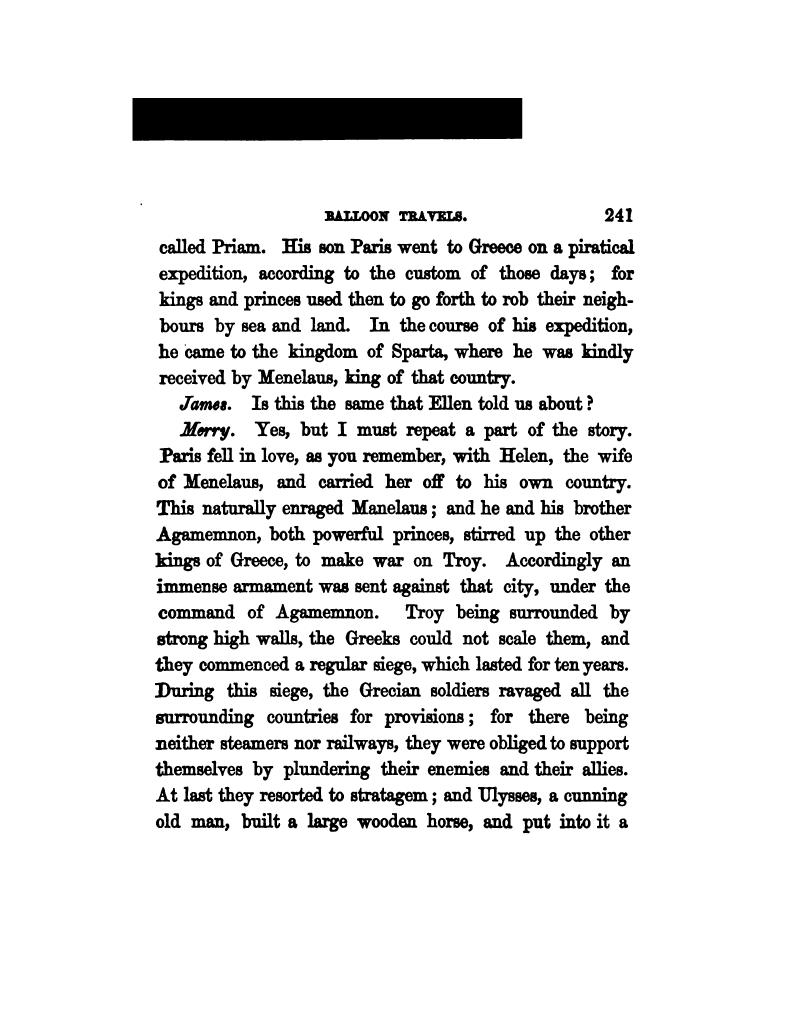 BALLOON TRAVELS. 241
called Priam. His son Paris went to Greece on a piratical
expedition, according to the custom of those days; for
kings and princes used then to go forth to rob their neigh-
bours by sea and land. In the course of his expedition,
he came to the kingdom of Sparta, where he was kindly
received by Menelaus, king of that country.
James. Is this the same that Ellen told us about?
Merry. Yes, but I must repeat a part of the story.
Paris fell in love, as you remember, with Helen, the wife
of Menelaus, and carried her off to his own country.
This naturally enraged Manelaus; and he and his brother
Agamemnon, both powerful princes, stirred up the other
kings of Greece, to make war on Troy. Accordingly an
immense armament was sent against that city, under the
command of Agamemnon. Troy being surrounded by
strong high walls, the Greeks could not scale them, and
they commenced a regular siege, which lasted for ten years.
During this siege, the Grecian soldiers ravaged all the
surrounding countries for provisions; for there being
neither steamers nor railways, they were obliged to support
themselves by plundering their enemies and their allies.
At last they resorted to stratagem; and Ulysses, a cunning
old man, built a large wooden horse, and put into it a